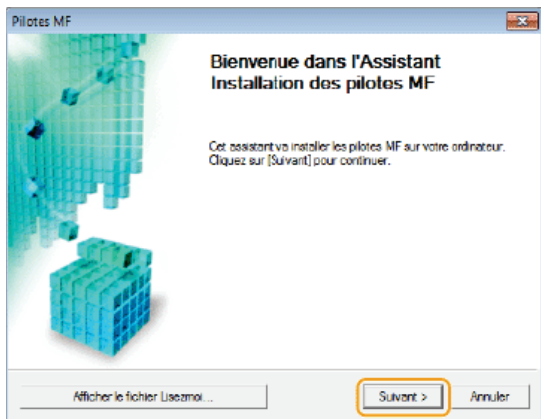 Pilotes MF
Bienvenue dans l'Assistant
Installation des pilotes MF
Cet assistant va installer les pilotes MF sur votre ordinateur.
Cliquez sur [Suivant] pour continuer.
Afficher le fichier Lisezmoi...
Suivant >
Annuler